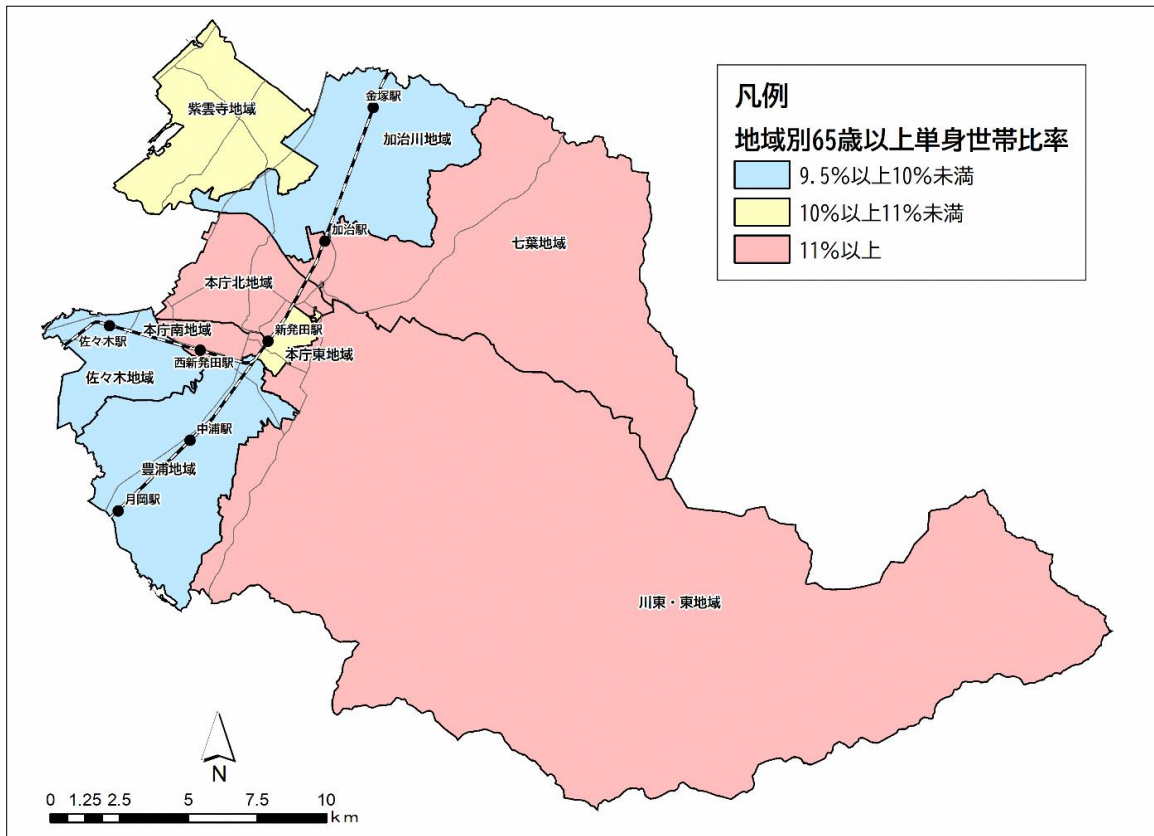 凡例
地域別65歳以上単身世帯比率
9.5%以上10%未満
10%以上11%未満
11%以上
紫雲寺地域
金塚駅
加治川地域
加治駅
七葉地域
本庁北地域
新発田駅
本庁南地域
佐々木駅
西新発田駅
本庁東地域
佐々木地域
中浦駅
豊浦地域
月岡駅
川東・東地域
N
0 1.25 2.5 5 7.5 10
km